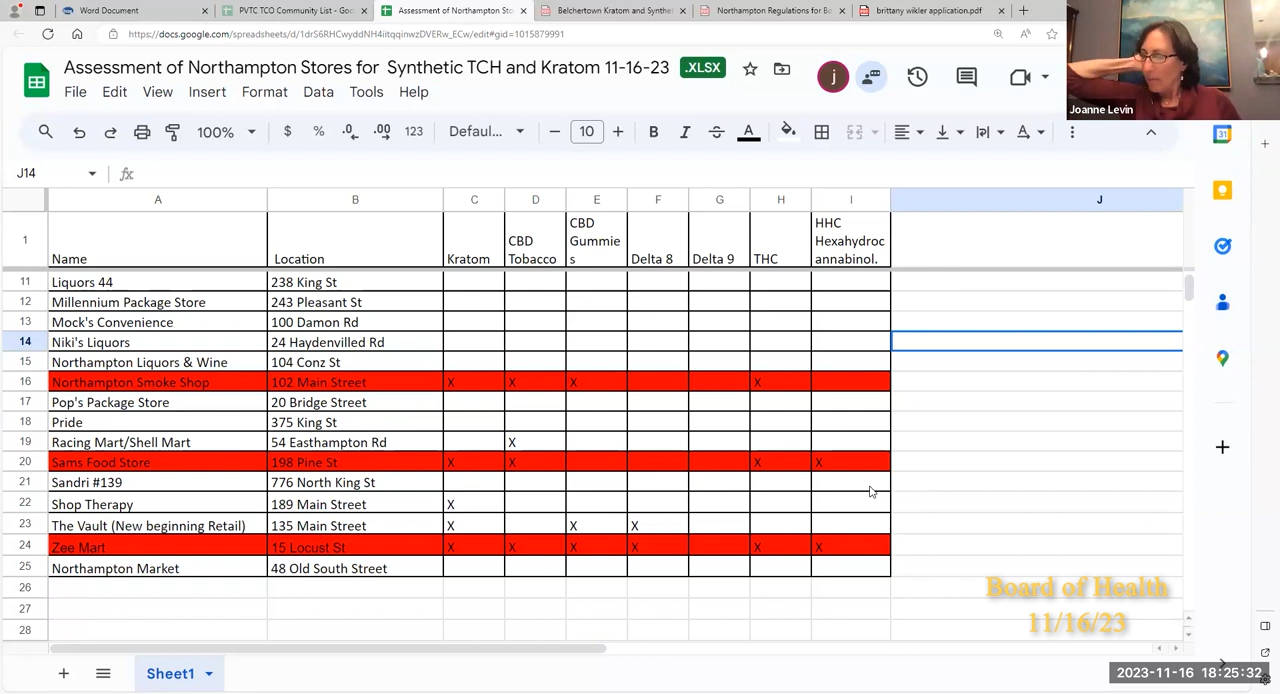 Word Document
PVTC TCO Community List - Goo
Assessment of Northampton Sto
Belchertown Kratom and Synthe
Northampton Regulations for Bo
brittany wikler application.pdf
https://docs.google.com/spreadsheets/d/1drS6RHCwyddNH4iitqqinwzDVERw_ECw/edit#gid=1015879991
Assessment of Northampton Stores for Synthetic TCH and Kratom 11-16-23 .XLSX
File Edit View Insert Format Data Tools Help
Joanne Levin
100% $ % .0 .00 123 Defaul... 10 B I A
J14 fx
A B C D E F G H I J
1 Name Location Kratom CBD Tobacco CBD Gummies Delta 8 Delta 9 THC HHC Hexahydrocannabinol.
11 Liquors 44 238 King St
12 Millennium Package Store 243 Pleasant St
13 Mock's Convenience 100 Damon Rd
14 Niki's Liquors 24 Haydenvilled Rd
15 Northampton Liquors & Wine 104 Conz St
16 Northampton Smoke Shop 102 Main Street X X X X
17 Pop's Package Store 20 Bridge Street
18 Pride 375 King St
19 Racing Mart/Shell Mart 54 Easthampton Rd X
20 Sams Food Store 198 Pine St X X X X
21 Sandri #139 776 North King St
22 Shop Therapy 189 Main Street X
23 The Vault (New beginning Retail) 135 Main Street X X X
24 Zee Mart 15 Locust St X X X X X X
25 Northampton Market 48 Old South Street
26
27
28
Board of Health
11/16/23
Sheet1
2023-11-16 18:25:32